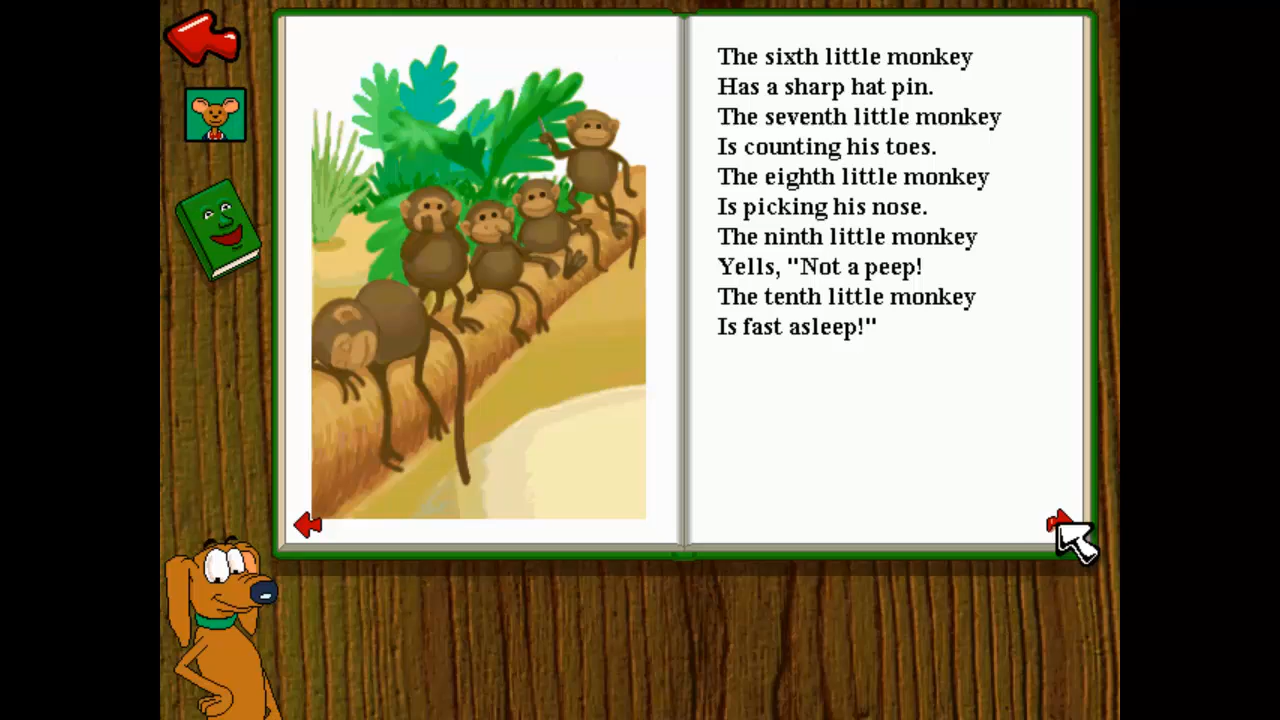 The sixth little monkey
Has a sharp hat pin.
The seventh little monkey
Is counting his toes.
The eighth little monkey
Is picking his nose.
The ninth little monkey
Yells, "Not a peep!
The tenth little monkey
Is fast asleep!"